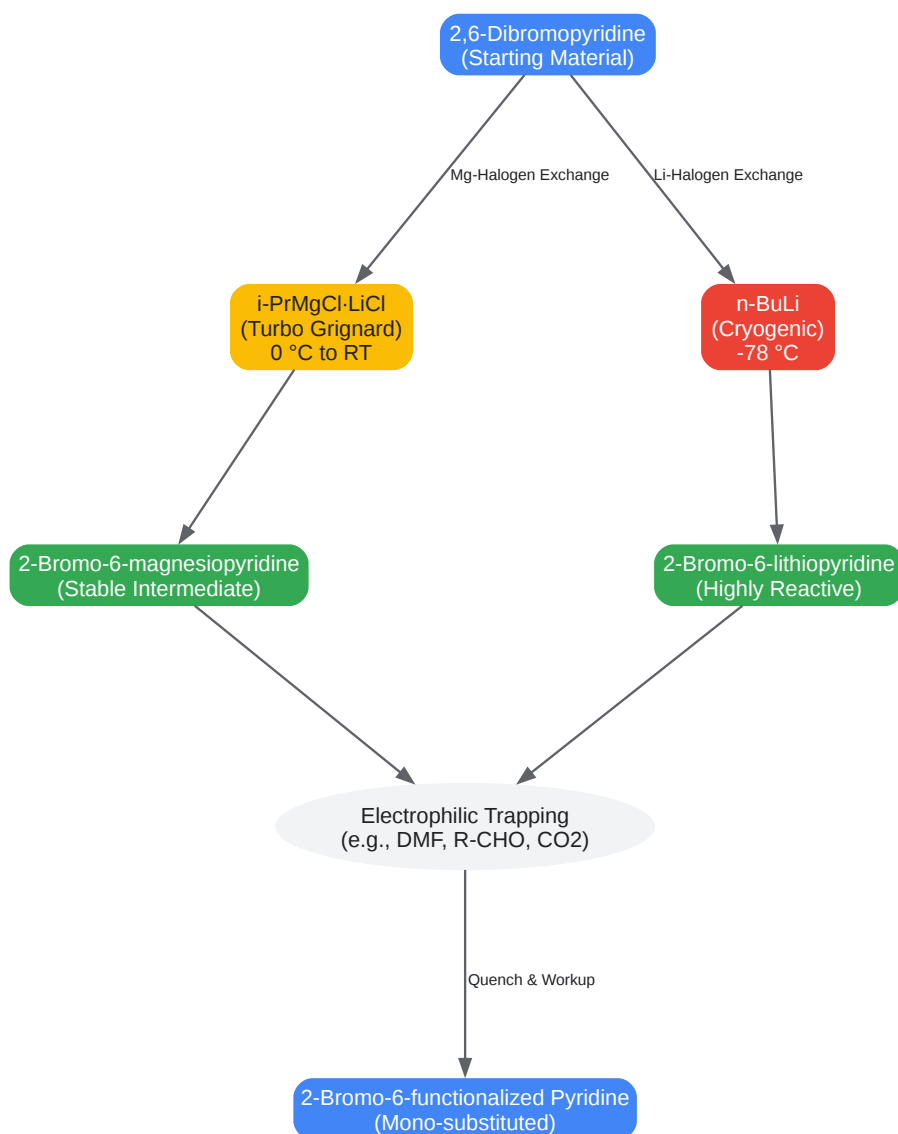 2,6-Dibromopyridine
(Starting Material)
Mg-Halogen Exchange
Li-Halogen Exchange
i-PrMgCl·LiCl
(Turbo Grignard)
0 °C to RT
n-BuLi
(Cryogenic)
-78 °C
2-Bromo-6-magnesiopyridine
(Stable Intermediate)
2-Bromo-6-lithiopyridine
(Highly Reactive)
Electrophilic Trapping
(e.g., DMF, R-CHO, CO2)
Quench & Workup
2-Bromo-6-functionalized Pyridine
(Mono-substituted)